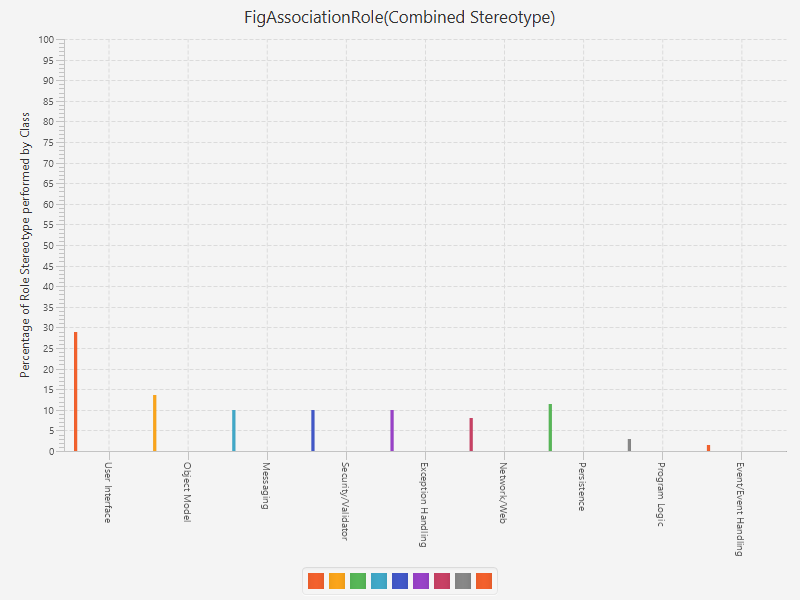 FigAssociationRole(Combined Stereotype)
Percentage of Role Stereotype performed by Class
100
95
90
85
80
75
70
65
60
55
50
45
40
35
30
25
20
15
10
5
0
User Interface
Object Model
Messaging
Security/Validator
Exception Handling
Network/Web
Persistence
Program Logic
Event/Event Handling